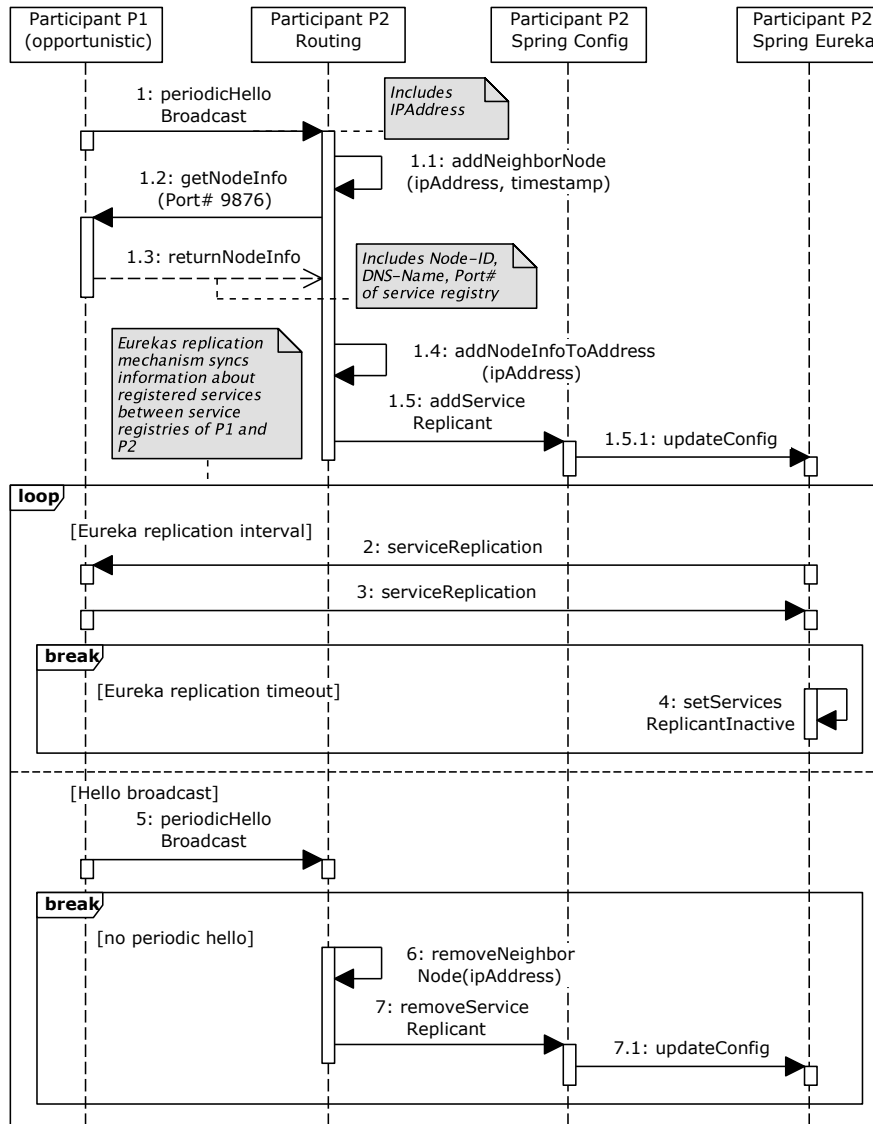 Participant P1
(opportunistic)
Participant P2
Routing
Participant P2
Spring Config
Participant P2
Spring Eureka
1: periodicHello
Broadcast
Includes
IPAddress
1.1: addNeighborNode
(ipAddress, timestamp)
1.2: getNodeInfo
(Port# 9876)
1.3: returnNodeInfo
Includes Node-ID,
DNS-Name, Port#
of service registry
Eurekas replication
mechanism syncs
information about
registered services
between service
registries of P1 and
P2
1.4: addNodeInfoToAddress
(ipAddress)
1.5: addService
Replicant
1.5.1: updateConfig
loop
[Eureka replication interval]
2: serviceReplication
3: serviceReplication
break
[Eureka replication timeout]
4: setServices
ReplicantInactive
[Hello broadcast]
5: periodicHello
Broadcast
break
[no periodic hello]
6: removeNeighbor
Node(ipAddress)
7: removeService
Replicant
7.1: updateConfig